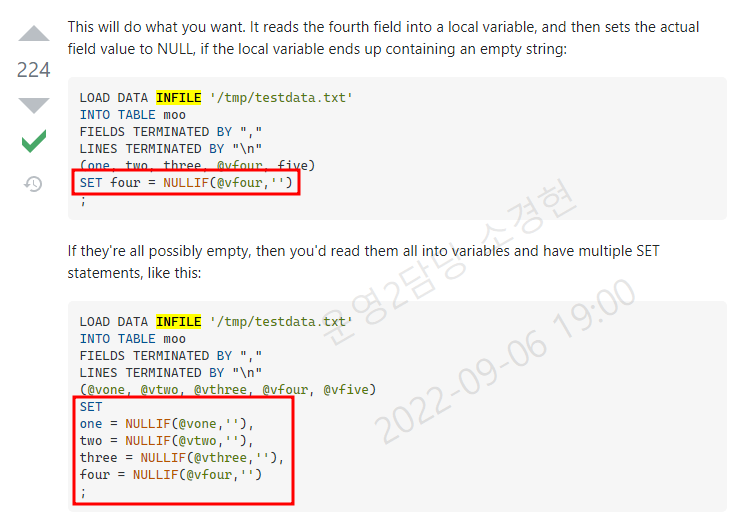 This will do what you want. It reads the fourth field into a local variable, and then sets the actual
field value to NULL, if the local variable ends up containing an empty string:
224
LOAD DATA INFILE '/tmp/testdata.txt'
INTO TABLE moo
FIELDS TERMINATED BY ","
LINES TERMINATED BY "\n"
(one, two, three, @vfour, five)
SET four = NULLIF(@vfour,'')
;
If they're all possibly empty, then you'd read them all into variables and have multiple SET
statements, like this:
LOAD DATA INFILE '/tmp/testdata.txt'
INTO TABLE moo
FIELDS TERMINATED BY ","
LINES TERMINATED BY "\n"
(@vone, @vtwo, @vthree, @vfour, @vfive)
SET
one = NULLIF(@vone,''),
two = NULLIF(@vtwo,''),
three = NULLIF(@vthree,''),
four = NULLIF(@vfour,'')
;
운영2담당 소경현
2022-09-06 19:00